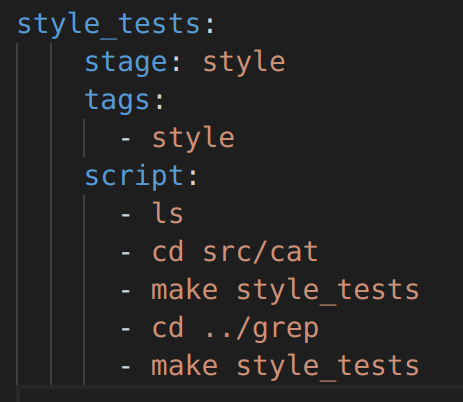 style_tests:
stage: style
tags:
- style
script:
- ls
- cd src/cat
- make style_tests
- cd ../grep
- make style_tests